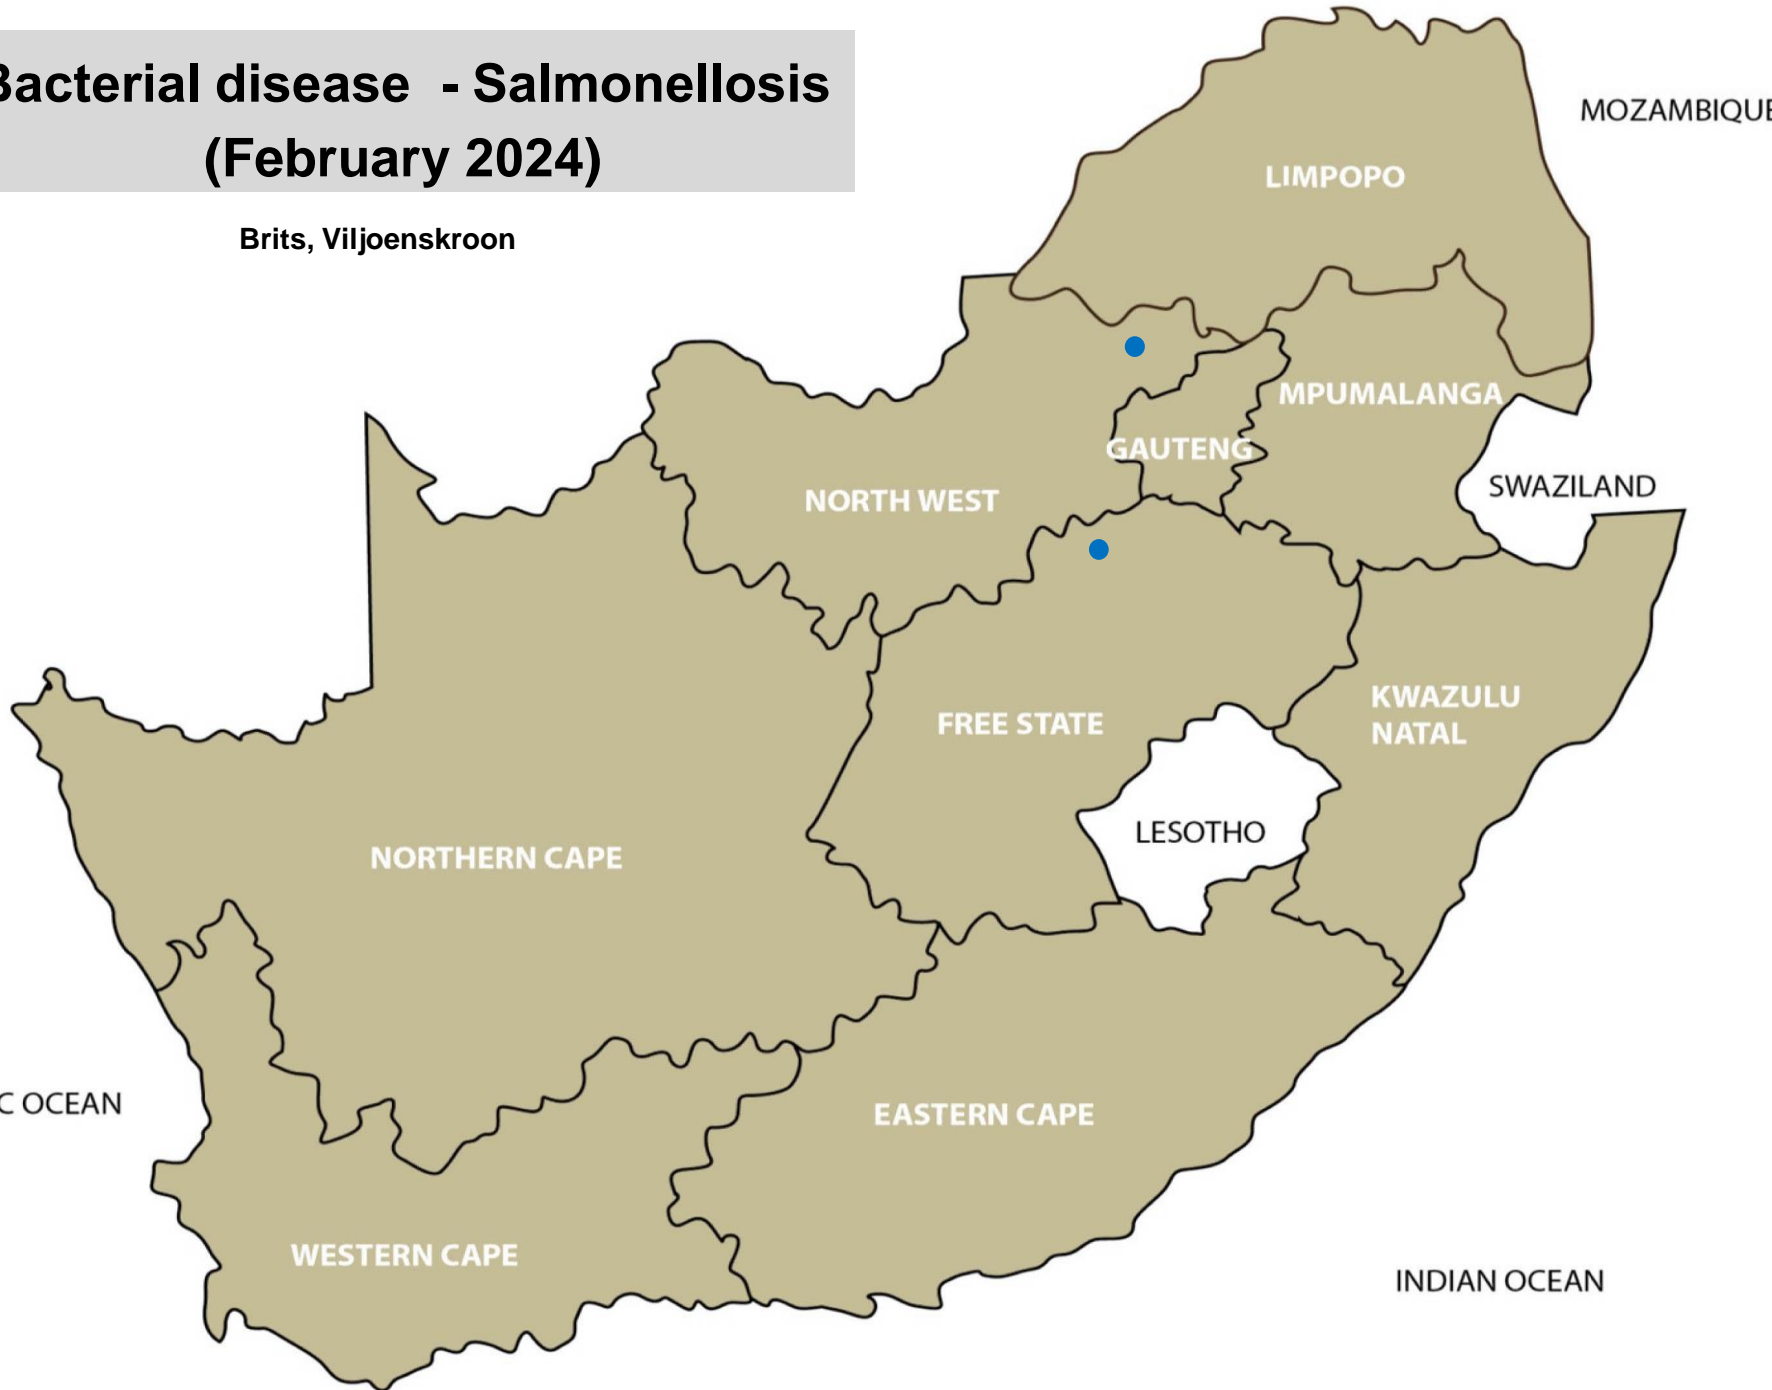 Bacterial disease - Salmonellosis
(February 2024)
Brits, Viljoenskroon
MOZAMBIQUE
LIMPOPO
MPUMALANGA
GAUTENG
SWAZILAND
NORTH WEST
KWAZULU
NATAL
FREE STATE
LESOTHO
NORTHERN CAPE
C OCEAN
EASTERN CAPE
WESTERN CAPE
INDIAN OCEAN